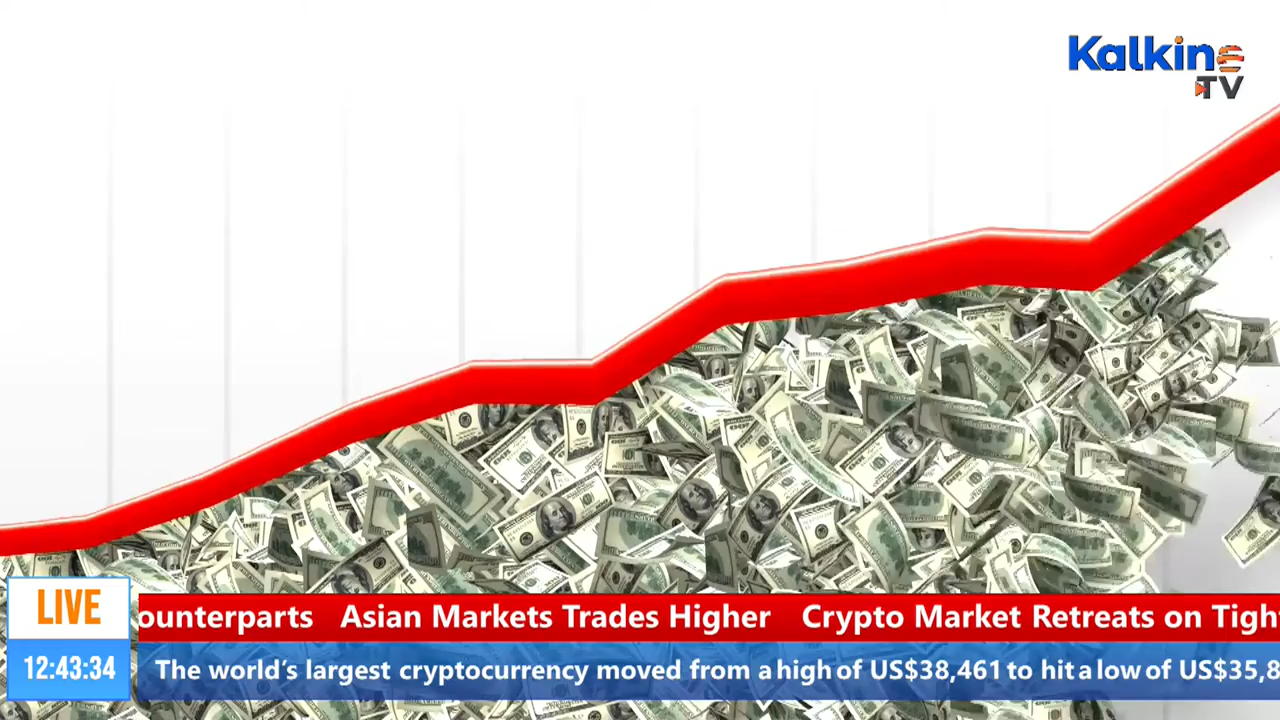 Kalkine
TV
LIVE
ounterparts Asian Markets Trades Higher Crypto Market Retreats on Tigh
12:43:34
The world's largest cryptocurrency moved from a high of US$38,461 to hit a low of US$35,8